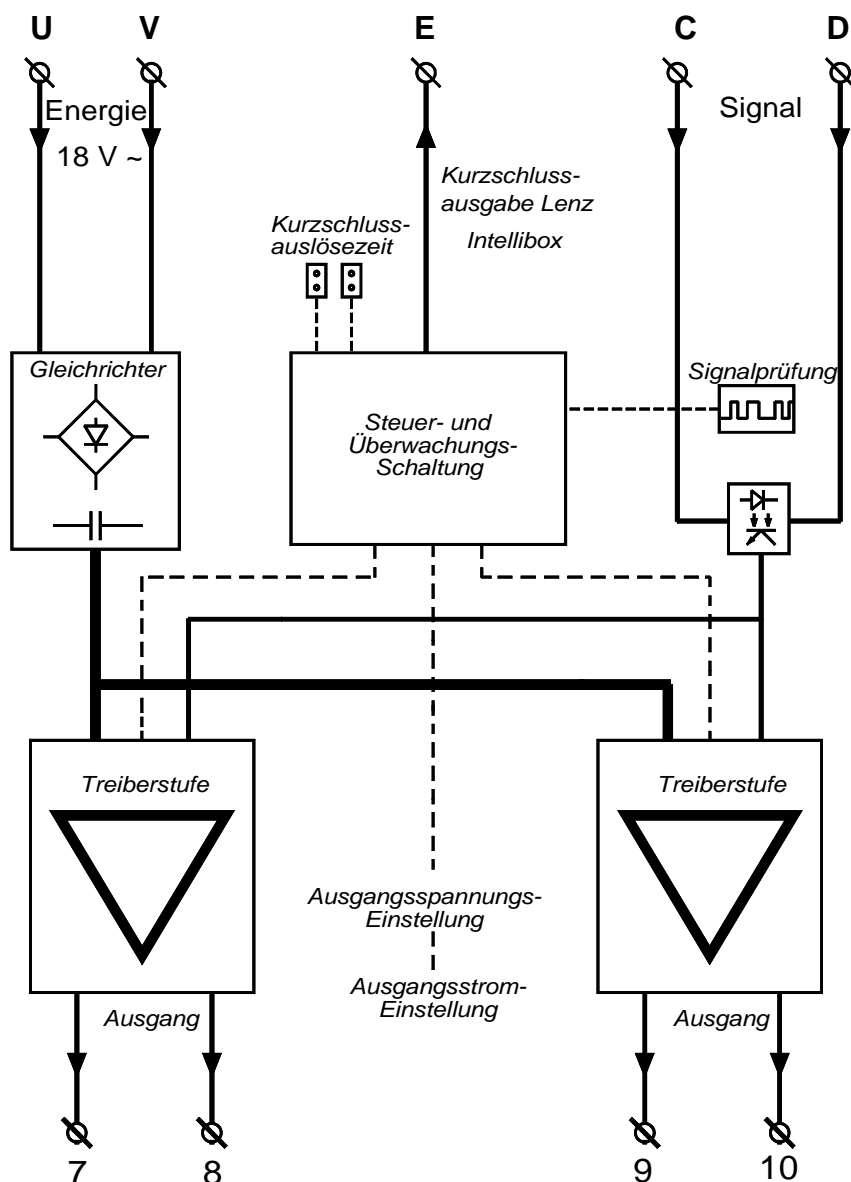 U V E C D
Energie
18 V ~
Signal
Kurzschluss-
ausgabe Lenz
Intellibox
Kurzschluss-
auslösezeit
Gleichrichter
Signalprüfung
Steuer- und
Überwachungs-
Schaltung
Treiberstufe
Treiberstufe
Ausgangsspannungs-
Einstellung
Ausgangsstrom-
Einstellung
Ausgang
Ausgang
7 8 9 10